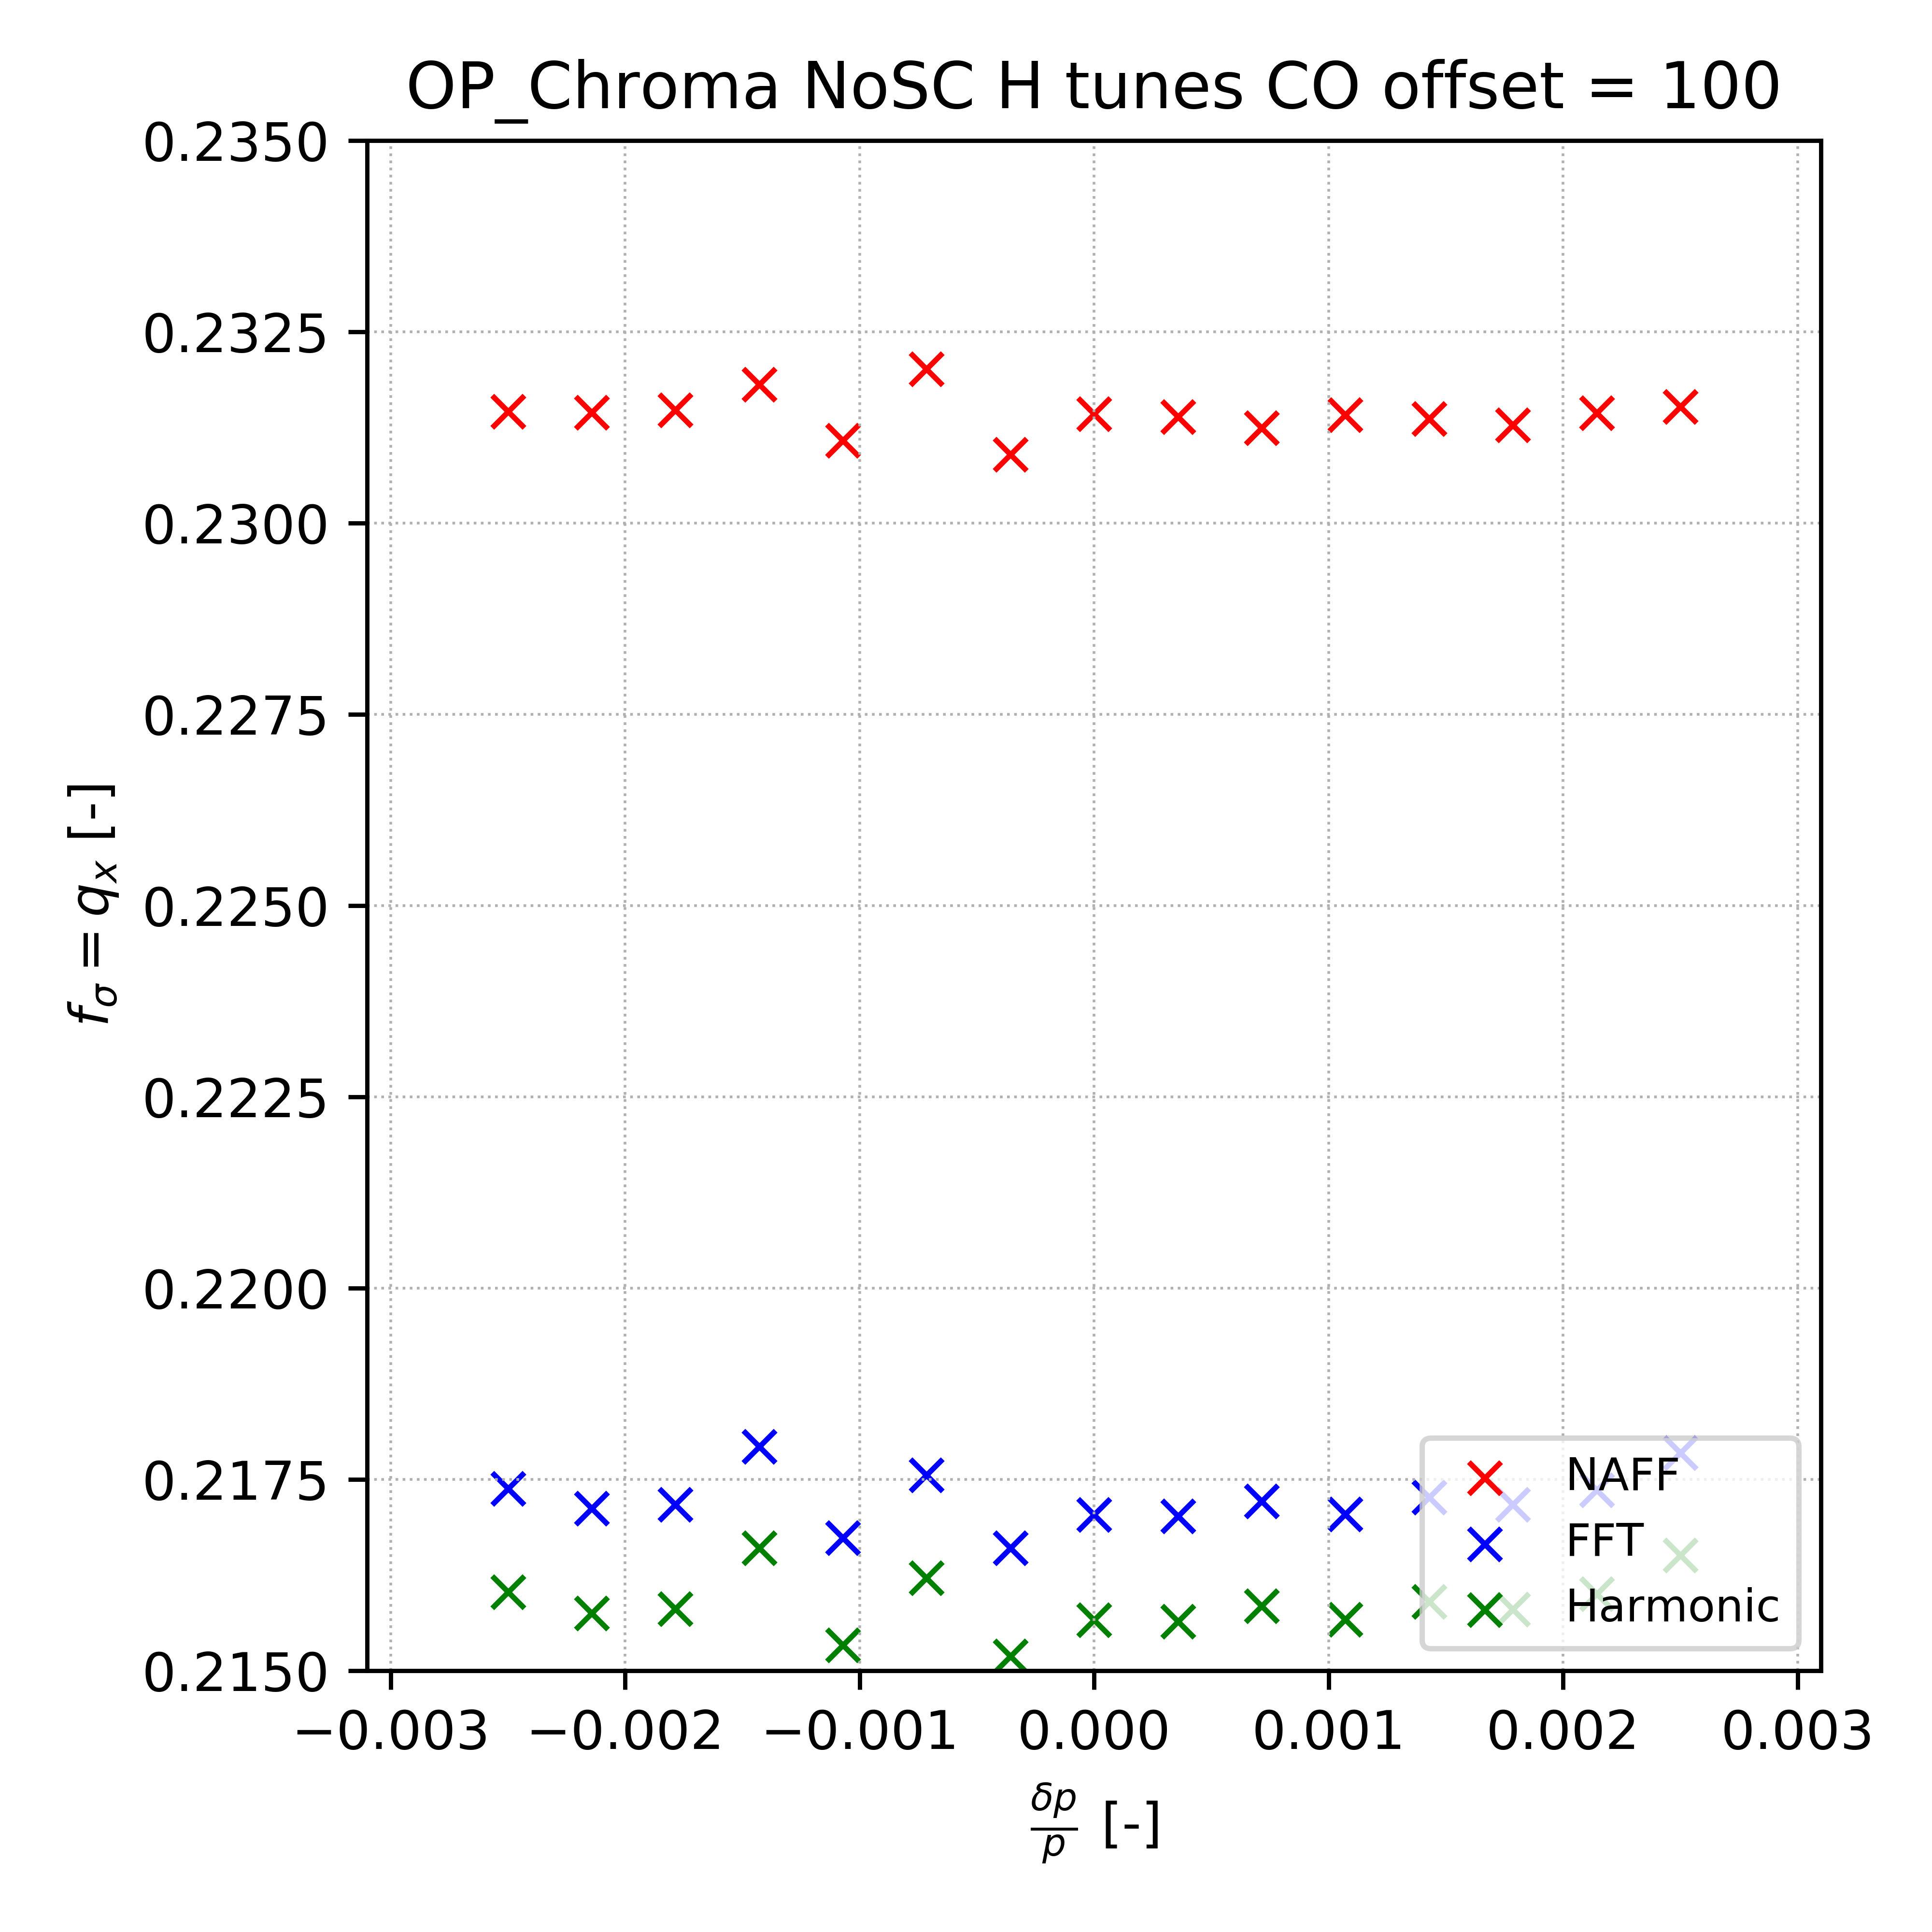 OP_Chroma NoSC H tunes CO offset = 100
0.2350
0.2325
0.2300
0.2275
0.2250
0.2225
0.2200
0.2175
0.2150
f_σ = q_x [-]
NAFF
FFT
Harmonic
−0.003 −0.002 −0.001 0.000 0.001 0.002 0.003
δp/p [-]